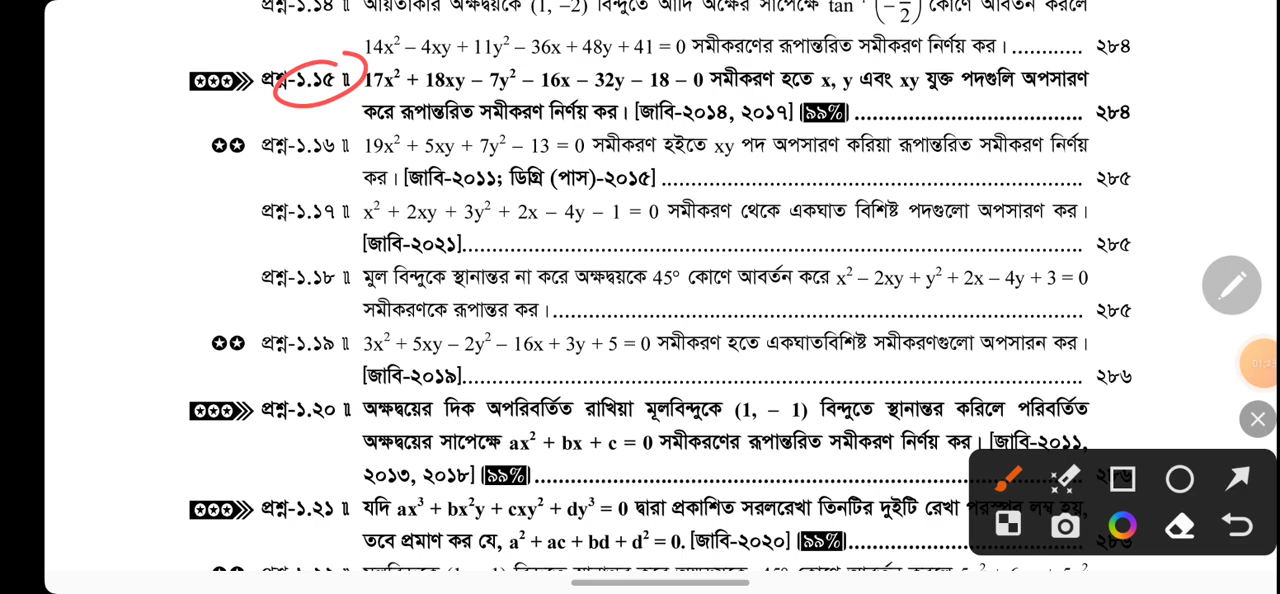 প্রশ্ন-১.১৪ ॥ আয়তাকার অক্ষদ্বয়কে (1, –2) বিন্দুতে আদি অক্ষের সাপেক্ষে tan⁻¹(–1/2) কোণে আবর্তন করলে
14x² – 4xy + 11y² – 36x + 48y + 41 = 0 সমীকরণের রূপান্তরিত সমীকরণ নির্ণয় কর। ............ ২৮৪
প্রশ্ন-১.১৫ ॥ 17x² + 18xy – 7y² – 16x – 32y – 18 – 0 সমীকরণ হতে x, y এবং xy যুক্ত পদগুলি অপসারণ
করে রূপান্তরিত সমীকরণ নির্ণয় কর। [জাবি-২০১৪, ২০১৭] [৯৯%] ........................................ ২৮৪
প্রশ্ন-১.১৬ ॥ 19x² + 5xy + 7y² – 13 = 0 সমীকরণ হইতে xy পদ অপসারণ করিয়া রূপান্তরিত সমীকরণ নির্ণয়
কর। [জাবি-২০১১; ডিগ্রি (পাস)-২০১৫] ........................................ ২৮৫
প্রশ্ন-১.১৭ ॥ x² + 2xy + 3y² + 2x – 4y – 1 = 0 সমীকরণ থেকে একঘাত বিশিষ্ট পদগুলো অপসারণ কর।
[জাবি-২০২১]........................................ ২৮৫
প্রশ্ন-১.১৮ ॥ মুল বিন্দুকে স্থানান্তর না করে অক্ষদ্বয়কে 45° কোণে আবর্তন করে x² – 2xy + y² + 2x – 4y + 3 = 0
সমীকরণকে রূপান্তর কর।........................................ ২৮৫
প্রশ্ন-১.১৯ ॥ 3x² + 5xy – 2y² – 16x + 3y + 5 = 0 সমীকরণ হতে একঘাতবিশিষ্ট সমীকরণগুলো অপসারন কর।
[জাবি-২০১৯]........................................ ২৮৬
প্রশ্ন-১.২০ ॥ অক্ষদ্বয়ের দিক অপরিবর্তিত রাখিয়া মূলবিন্দুকে (1, – 1) বিন্দুতে স্থানান্তর করিলে পরিবর্তিত
অক্ষদ্বয়ের সাপেক্ষে ax² + bx + c = 0 সমীকরণের রূপান্তরিত সমীকরণ নির্ণয় কর। [জাবি-২০১১,
২০১৩, ২০১৮] [৯৯%] ........................................
প্রশ্ন-১.২১ ॥ যদি ax³ + bx²y + cxy² + dy³ = 0 দ্বারা প্রকাশিত সরলরেখা তিনটির দুইটি রেখা পরস্পর লম্ব হয়,
তবে প্রমাণ কর যে, a² + ac + bd + d² = 0. [জাবি-২০২০] [৯৯%]........................................